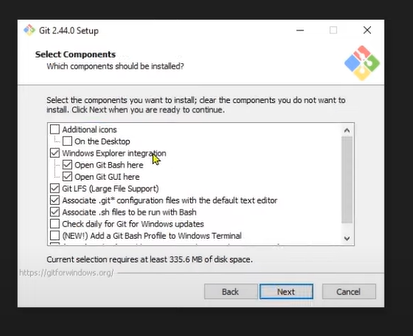 Git 2.44.0 Setup
Select Components
Which components should be installed?
Select the components you want to install; clear the components you do not want to
install. Click Next when you are ready to continue.
Additional icons
On the Desktop
Windows Explorer integration
Open Git Bash here
Open Git GUI here
Git LFS (Large File Support)
Associate .git* configuration files with the default text editor
Associate .sh files to be run with Bash
Check daily for Git for Windows updates
(NEW!) Add a Git Bash Profile to Windows Terminal
Current selection requires at least 335.6 MB of disk space.
https://gitforwindows.org/
Back
Next
Cancel